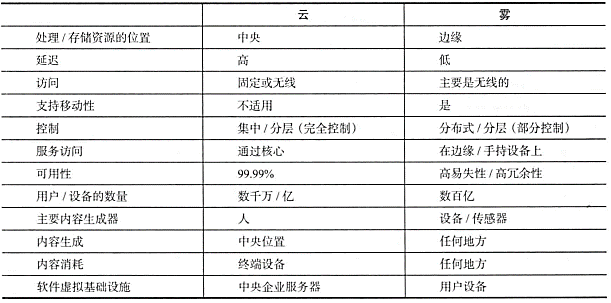 云 雾
处理/存储资源的位置 中央 边缘
延迟 高 低
访问 固定或无线 主要是无线的
支持移动性 不适用 是
控制 集中/分层（完全控制） 分布式/分层（部分控制）
服务访问 通过核心 在边缘/手持设备上
可用性 99.99% 高易失性/高冗余性
用户/设备的数量 数千万/亿 数百亿
主要内容生成器 人 设备/传感器
内容生成 中央位置 任何地方
内容消耗 终端设备 任何地方
软件虚拟基础设施 中央企业服务器 用户设备